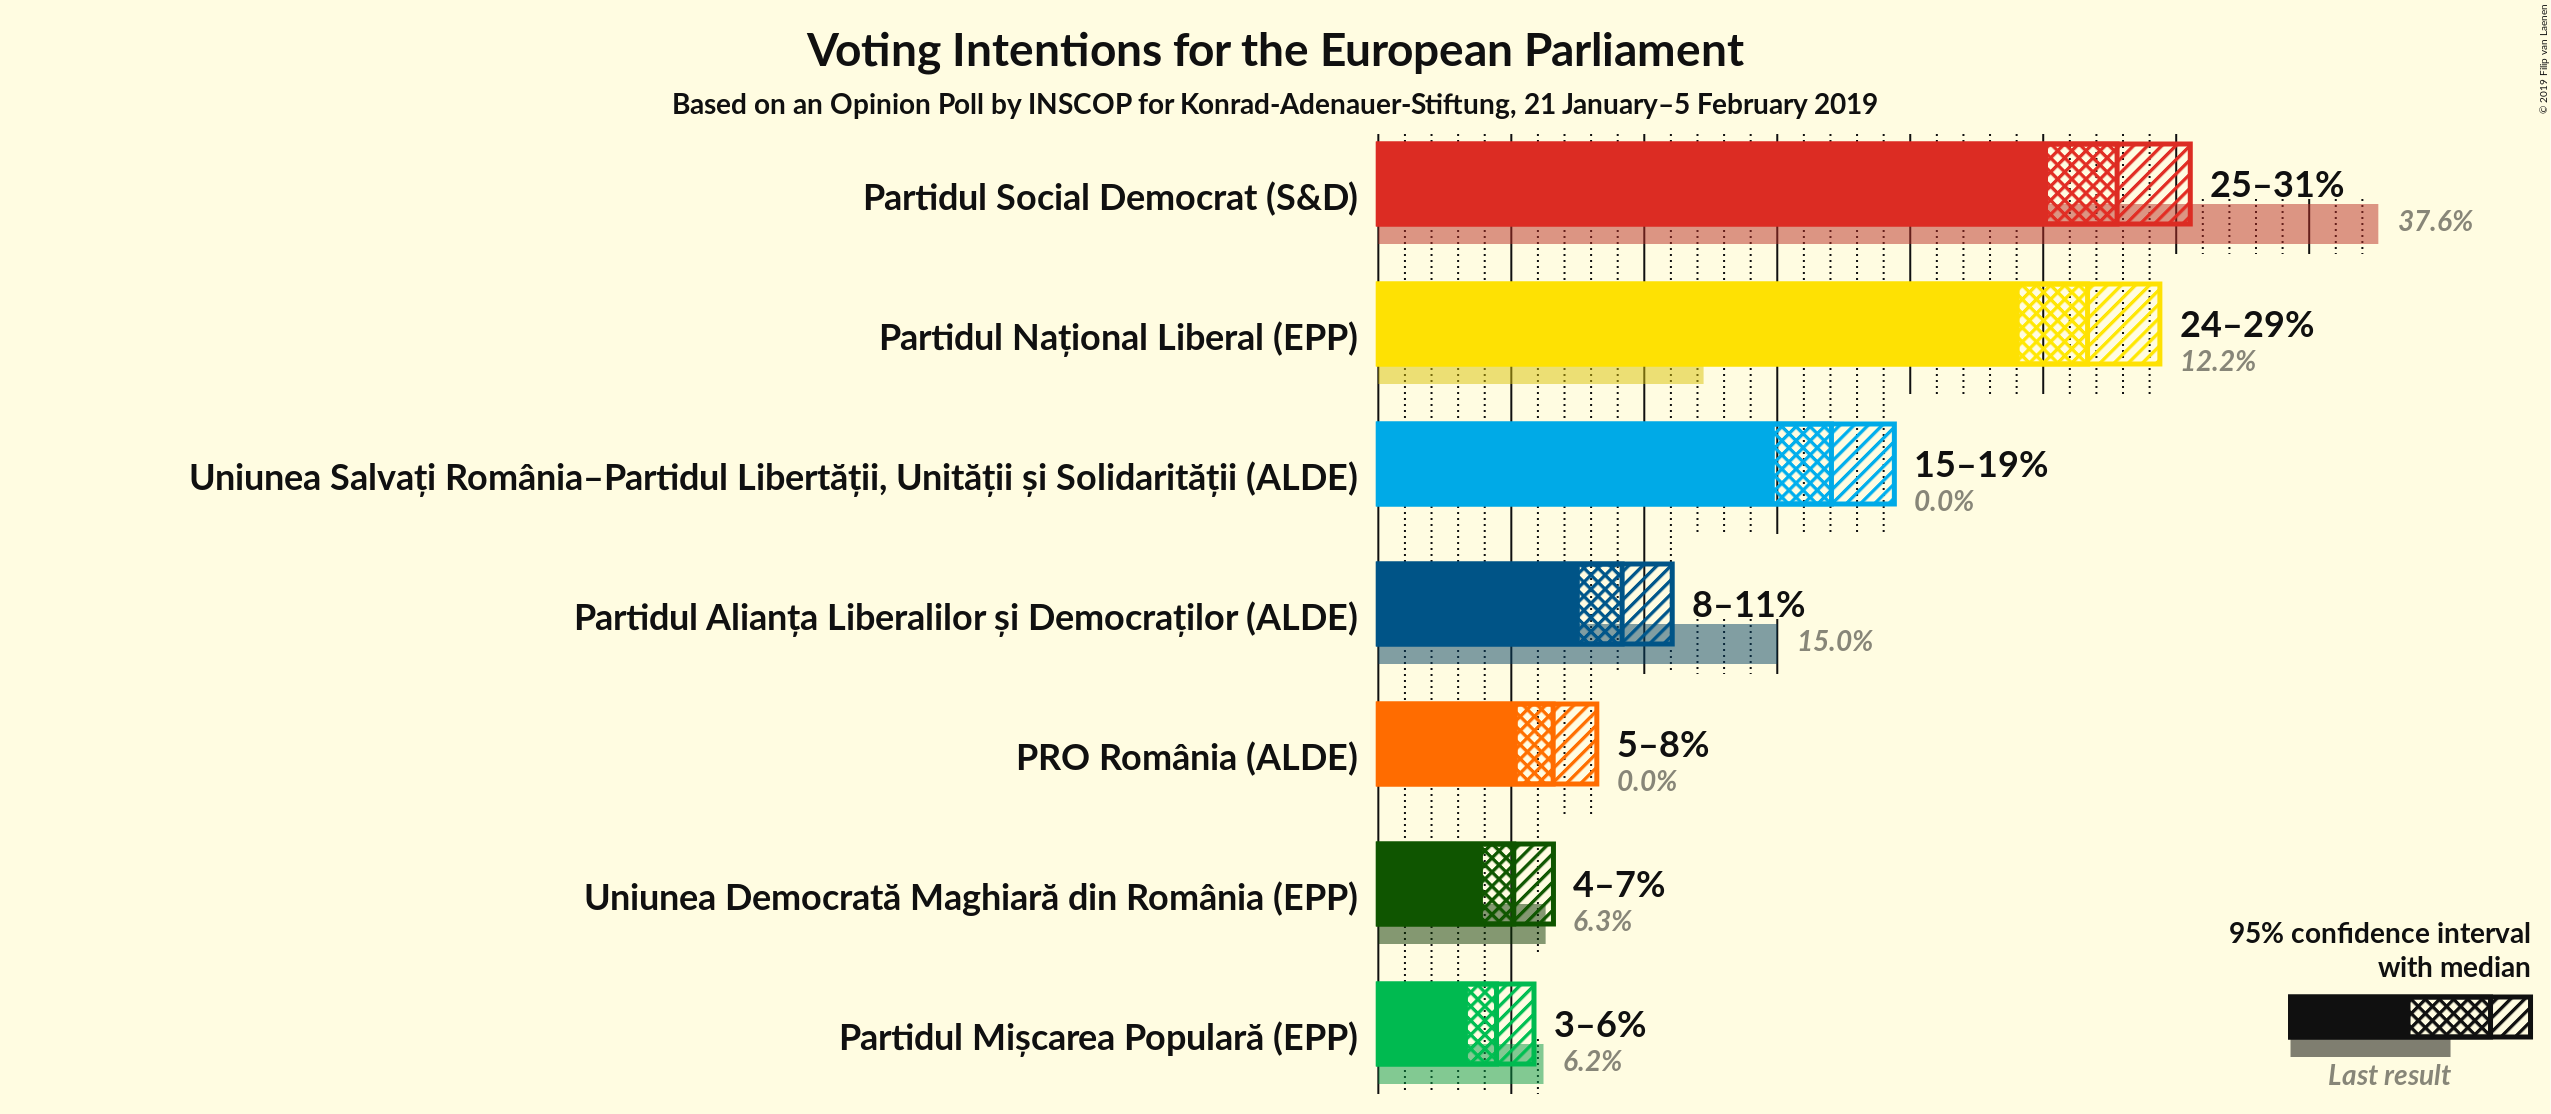 Voting Intentions for the European Parliament
Based on an Opinion Poll by INSCOP for Konrad-Adenauer-Stiftung, 21 January–5 February 2019
© 2019 Filip van Laenen
Partidul Social Democrat (S&D)
25–31%
37.6%
Partidul Național Liberal (EPP)
24–29%
12.2%
Uniunea Salvați România–Partidul Libertății, Unității și Solidarității (ALDE)
15–19%
0.0%
Partidul Alianța Liberalilor și Democraților (ALDE)
8–11%
15.0%
PRO România (ALDE)
5–8%
0.0%
Uniunea Democrată Maghiară din România (EPP)
4–7%
6.3%
Partidul Mișcarea Populară (EPP)
3–6%
6.2%
95% confidence interval
with median
Last result